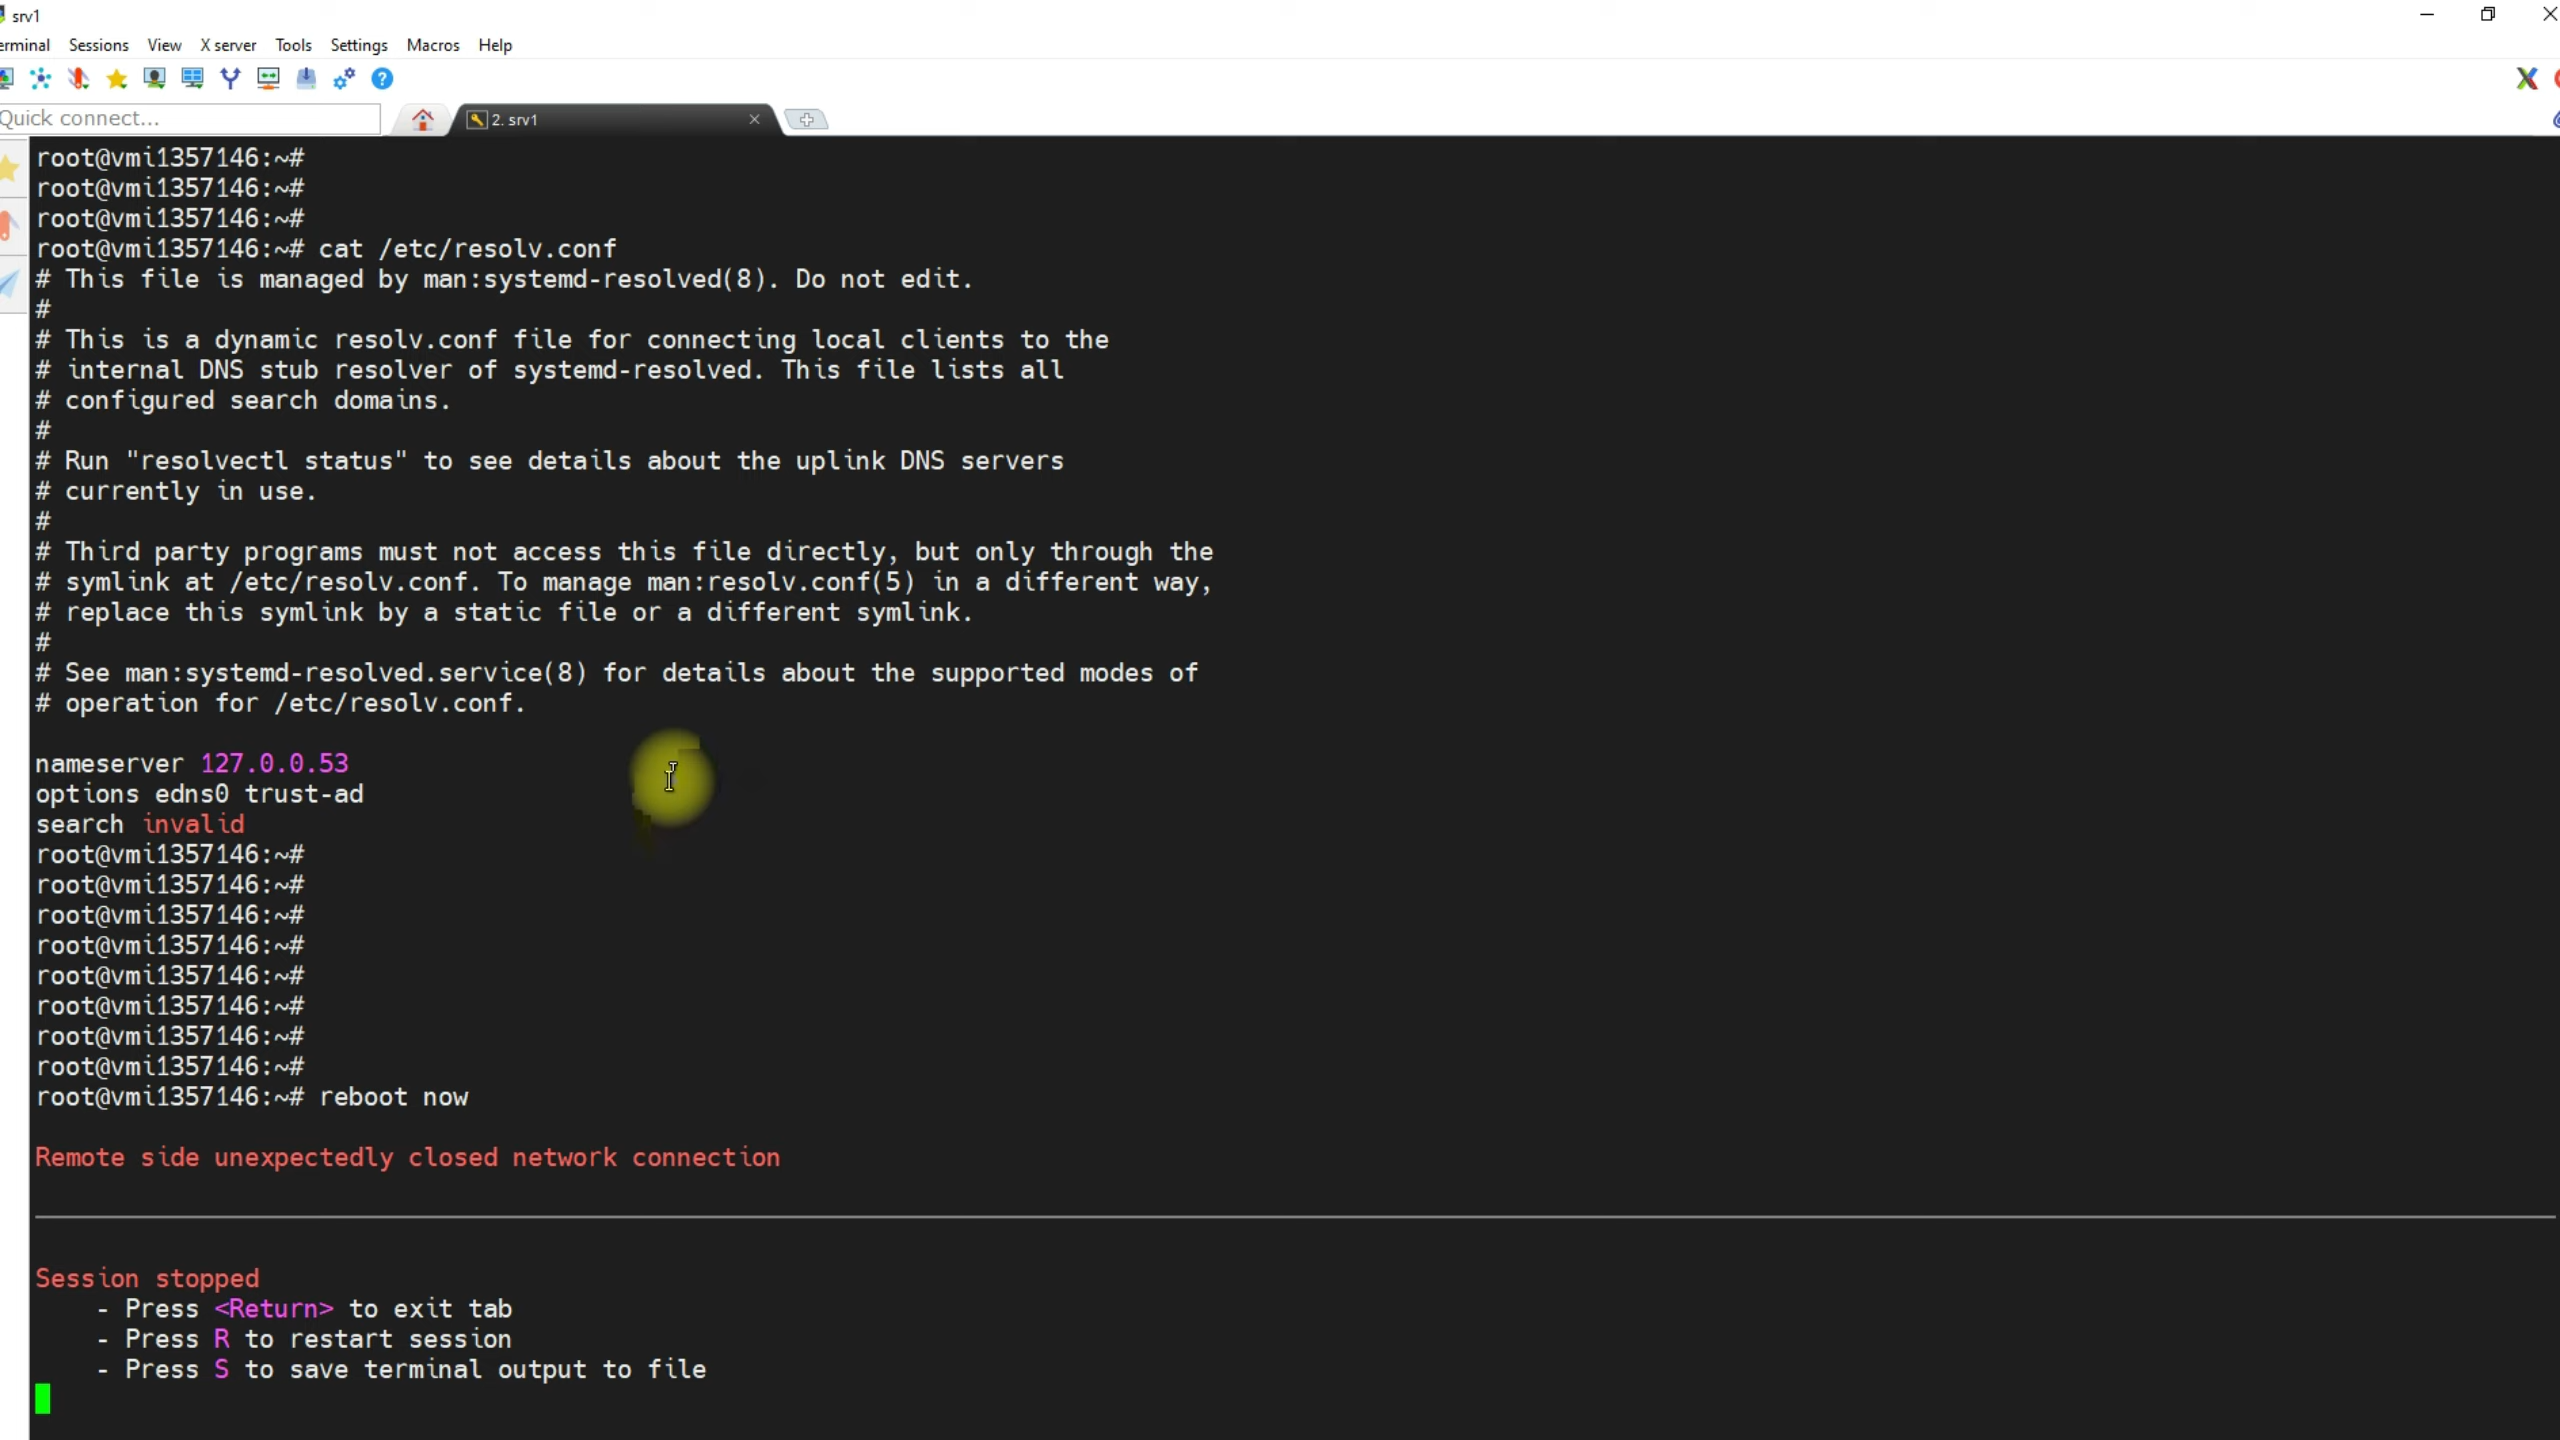 srv1
erminal Sessions View X server Tools Settings Macros Help
Quick connect...
2. srv1
root@vmi1357146:~#
root@vmi1357146:~#
root@vmi1357146:~#
root@vmi1357146:~# cat /etc/resolv.conf
# This file is managed by man:systemd-resolved(8). Do not edit.
#
# This is a dynamic resolv.conf file for connecting local clients to the
# internal DNS stub resolver of systemd-resolved. This file lists all
# configured search domains.
#
# Run "resolvectl status" to see details about the uplink DNS servers
# currently in use.
#
# Third party programs must not access this file directly, but only through the
# symlink at /etc/resolv.conf. To manage man:resolv.conf(5) in a different way,
# replace this symlink by a static file or a different symlink.
#
# See man:systemd-resolved.service(8) for details about the supported modes of
# operation for /etc/resolv.conf.
nameserver 127.0.0.53
options edns0 trust-ad
search invalid
root@vmi1357146:~#
root@vmi1357146:~#
root@vmi1357146:~#
root@vmi1357146:~#
root@vmi1357146:~#
root@vmi1357146:~#
root@vmi1357146:~#
root@vmi1357146:~#
root@vmi1357146:~# reboot now
Remote side unexpectedly closed network connection
Session stopped
- Press <Return> to exit tab
- Press R to restart session
- Press S to save terminal output to file